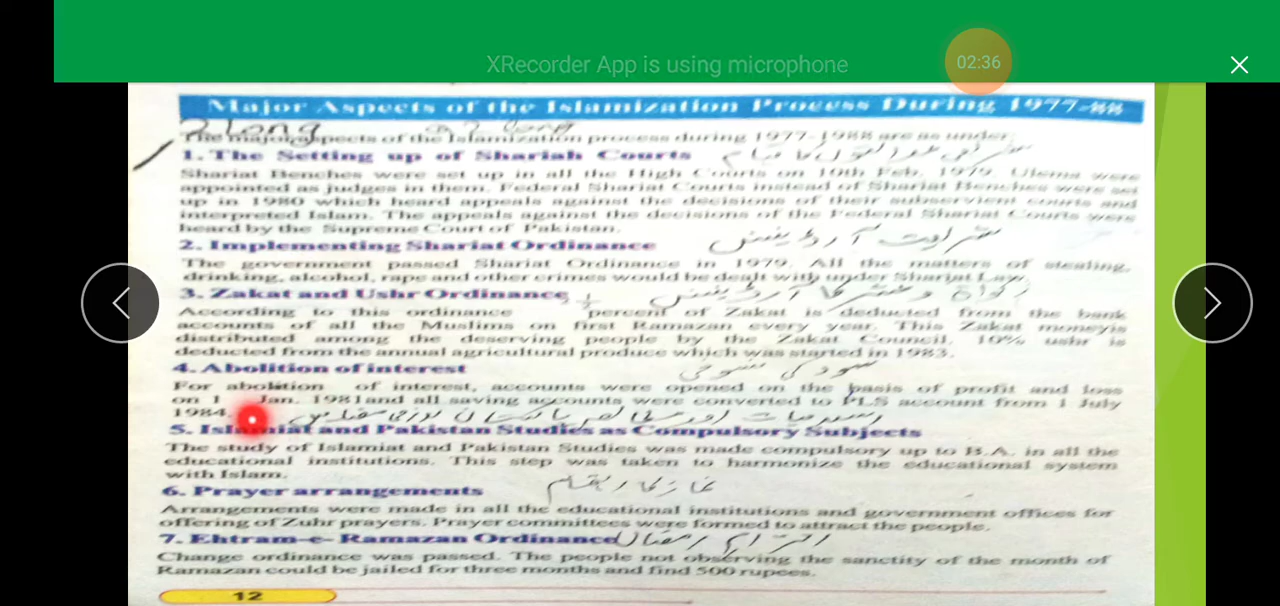 XRecorder App is using microphone
02:36
Major Aspects of the Islamization Process During 1977-88
2 long
The major aspects of the Islamization process during 1977-1988 are as under:
1. The Setting up of Shariah Courts شرعی عدالتوں کا قیام
Shariat Benches were set up in all the High Courts on 10th Feb, 1979. Ulema were
appointed as judges in them. Federal Shariat Courts instead of Shariat Benches were set
up in 1980 which heard appeals against the decisions of their subservient courts and
interpreted Islam. The appeals against the decisions of the Federal Shariat Courts were
heard by the Supreme Court of Pakistan.
2. Implementing Shariat Ordinance شریعت آرڈیننس
The government passed Shariat Ordinance in 1979. All the matters of stealing,
drinking, alcohol, rape and other crimes would be dealt with under Shariat Law.
3. Zakat and Ushr Ordinance زکواۃ و عشر کا آرڈیننس
According to this ordinance percent of Zakat is deducted from the bank
accounts of all the Muslims on first Ramazan every year. This Zakat moneyis
distributed among the deserving people by the Zakat Council. 10% ushr is
deducted from the annual agricultural produce which was started in 1983.
4. Abolition of interest سود کی منسوخی
For abolition of interest, accounts were opened on the basis of profit and loss
on 1 Jan. 1981and all saving accounts were converted to PLS account from 1 July
1984. اسلامیات اور مطالعہ پاکستان لازمی مضامین
5. Islamiat and Pakistan Studies as Compulsory Subjects
The study of Islamiat and Pakistan Studies was made compulsory up to B.A. in all the
educational institutions. This step was taken to harmonize the educational system
with Islam.
6. Prayer arrangements نماز کا
Arrangements were made in all the educational institutions and government offices for
offering of Zuhr prayers. Prayer committees were formed to attract the people.
7. Ehtram-e- Ramazan Ordinance احترام رمضان
Change ordinance was passed. The people not observing the sanctity of the month of
Ramazan could be jailed for three months and find 500 rupees.
12